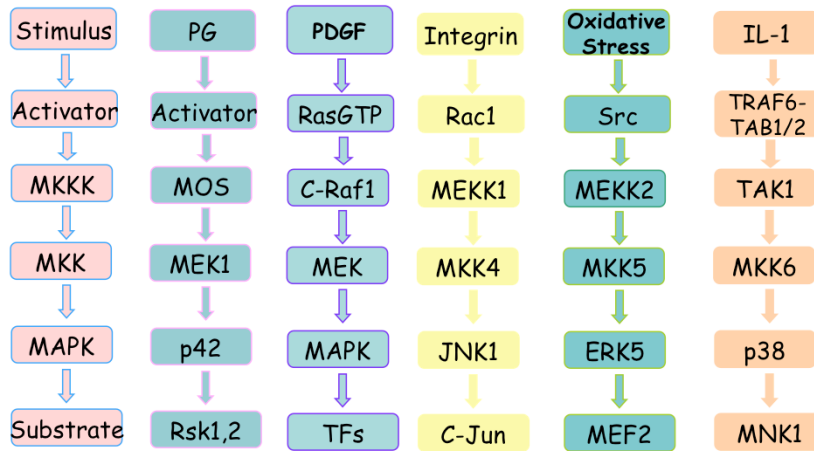 Stimulus
PG
PDGF
Integrin
Oxidative
Stress
IL-1
Activator
Activator
RasGTP
Rac1
Src
TRAF6-
TAB1/2
MKKK
MOS
C-Raf1
MEKK1
MEKK2
TAK1
MKK
MEK1
MEK
MKK4
MKK5
MKK6
MAPK
p42
MAPK
JNK1
ERK5
p38
Substrate
Rsk1,2
TFs
C-Jun
MEF2
MNK1